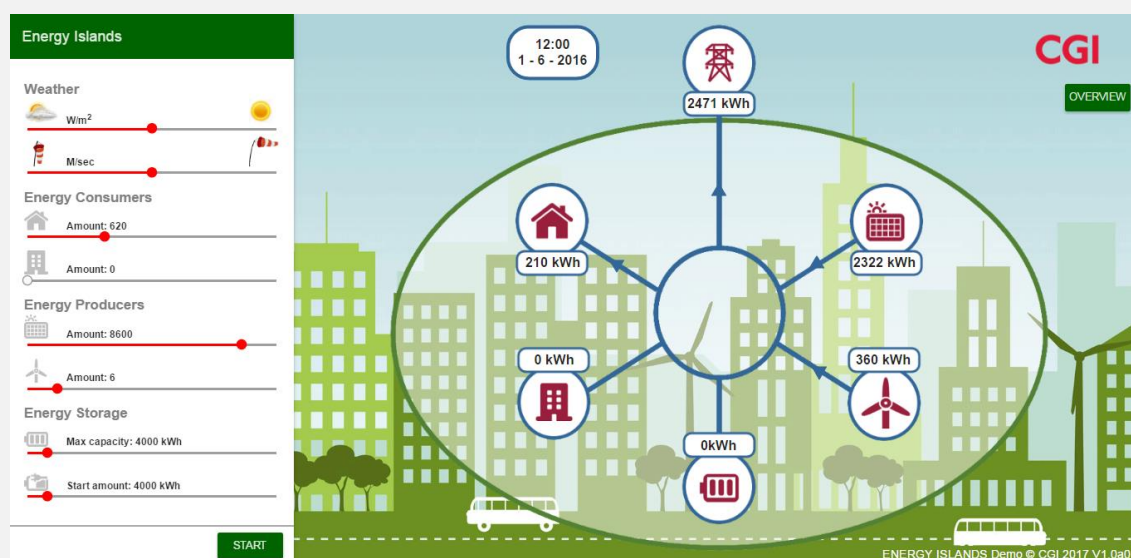 Energy Islands
Weather
W/m²
M/sec
Energy Consumers
Amount: 620
Amount: 0
Energy Producers
Amount: 8600
Amount: 6
Energy Storage
Max capacity: 4000 kWh
Start amount: 4000 kWh
START
12:00
1 - 6 - 2016
2471 kWh
CGI
OVERVIEW
210 kWh
2322 kWh
0 kWh
360 kWh
0kWh
ENERGY ISLANDS Demo © CGI 2017 V1.0a0